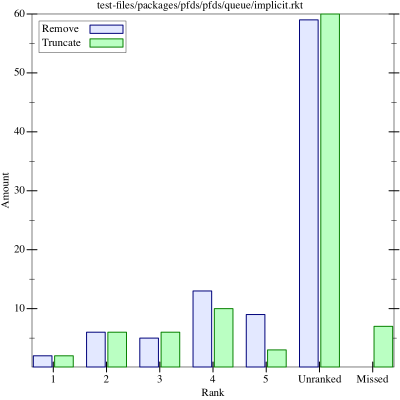 test-files/packages/pfds/pfds/queue/implicit.rkt
Remove
Truncate
60
50
40
30
20
10
Amount
1 2 3 4 5 Unranked Missed
Rank